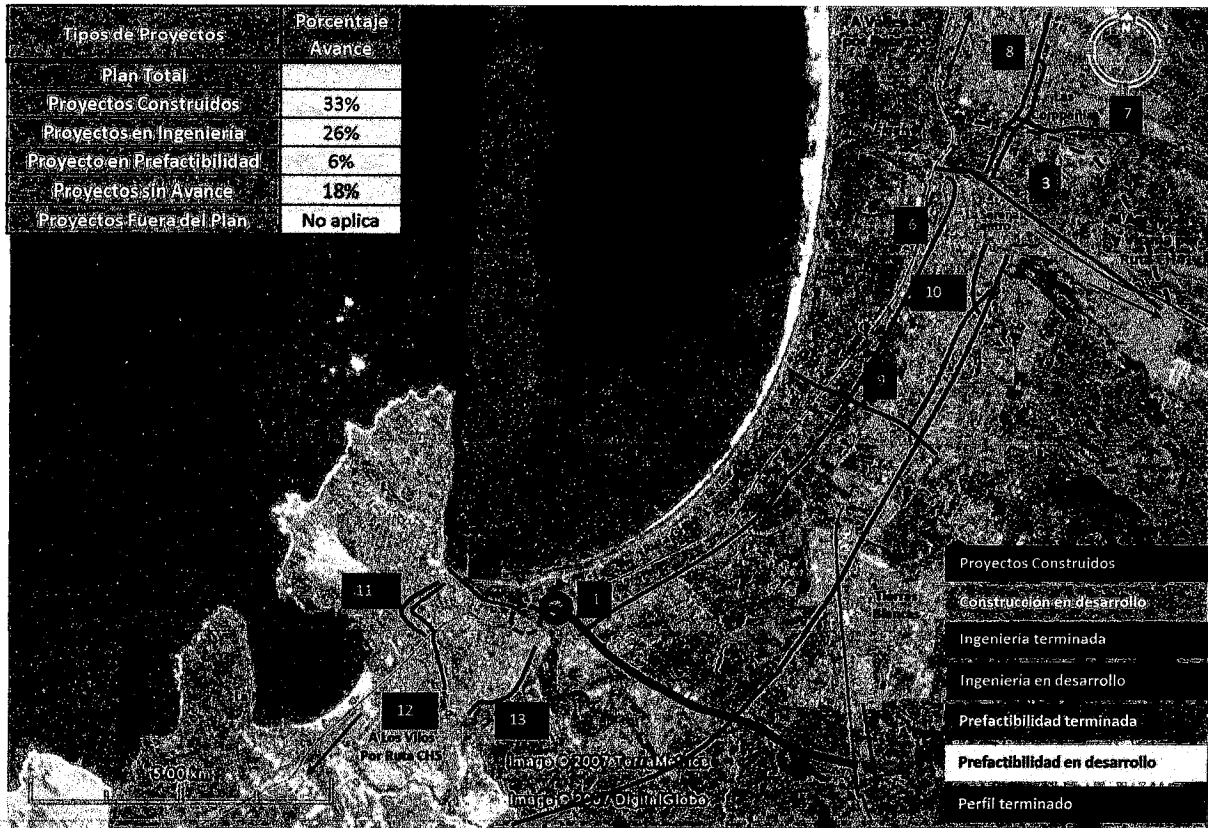 Tipos de Proyectos
Porcentaje
Avance
Plan Total
Proyectos Construidos
33%
Proyectos en Ingeniería
26%
Proyecto en Prefactibilidad
6%
Proyectos sin Avance
18%
Proyectos Fuera del Plan
No aplica
N
8
7
3
6
10
9
1
11
12
13
Por Ruta CH5
5.00 km
Image © 2007 TerraMetrics
Image © 2007 DigitalGlobe
Proyectos Construidos
Construcción en desarrollo
Ingeniería terminada
Ingeniería en desarrollo
Prefactibilidad terminada
Prefactibilidad en desarrollo
Perfil terminado